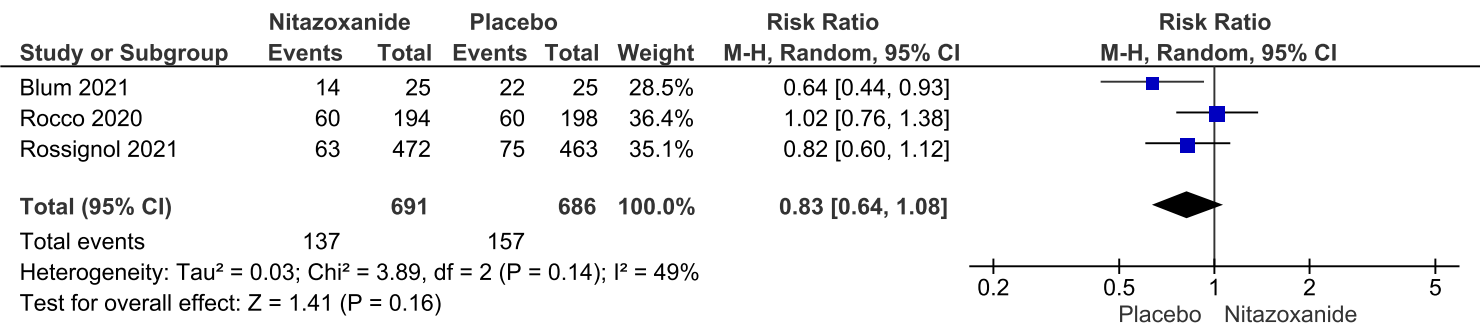 Nitazoxanide Placebo Risk Ratio Risk Ratio
Study or Subgroup Events Total Events Total Weight M-H, Random, 95% CI M-H, Random, 95% CI
Blum 2021 14 25 22 25 28.5% 0.64 [0.44, 0.93]
Rocco 2020 60 194 60 198 36.4% 1.02 [0.76, 1.38]
Rossignol 2021 63 472 75 463 35.1% 0.82 [0.60, 1.12]
Total (95% CI) 691 686 100.0% 0.83 [0.64, 1.08]
Total events 137 157
Heterogeneity: Tau² = 0.03; Chi² = 3.89, df = 2 (P = 0.14); I² = 49%
Test for overall effect: Z = 1.41 (P = 0.16)
0.2 0.5 1 2 5
Placebo Nitazoxanide